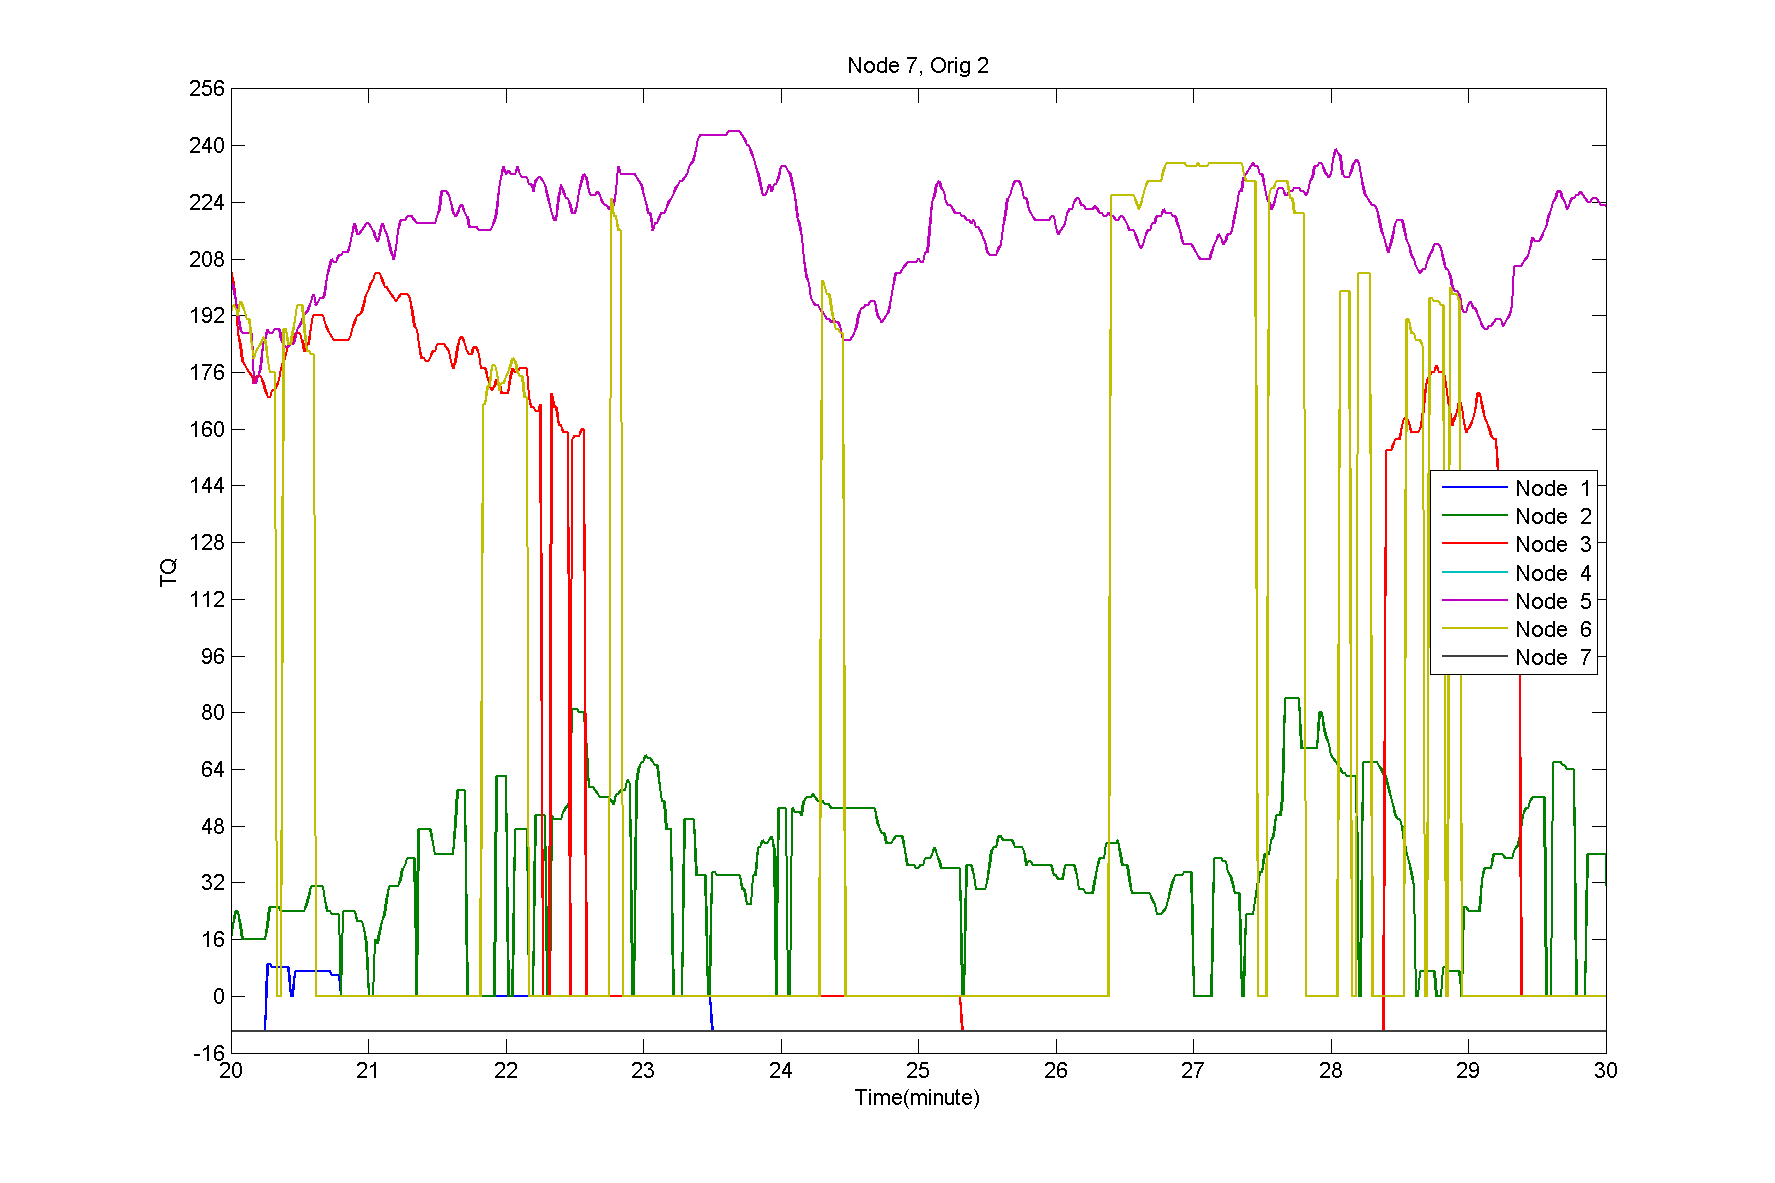 Node 7, Orig 2
256
240
224
208
192
176
160
144
128
112
96
80
64
48
32
16
0
-16
TQ
Node 1
Node 2
Node 3
Node 4
Node 5
Node 6
Node 7
20 21 22 23 24 25 26 27 28 29 30
Time(minute)